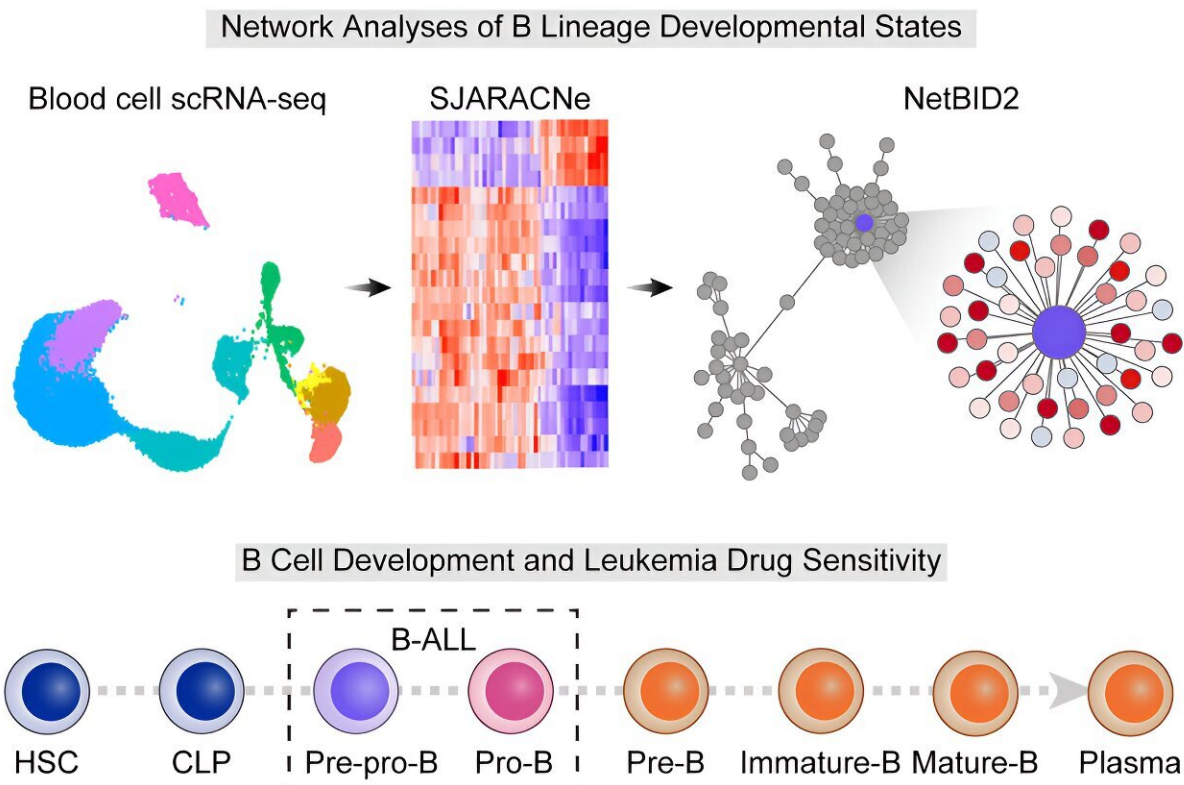 Network Analyses of B Lineage Developmental States
Blood cell scRNA-seq
SJARACNe
NetBID2
B Cell Development and Leukemia Drug Sensitivity
B-ALL
HSC
CLP
Pre-pro-B
Pro-B
Pre-B
Immature-B
Mature-B
Plasma